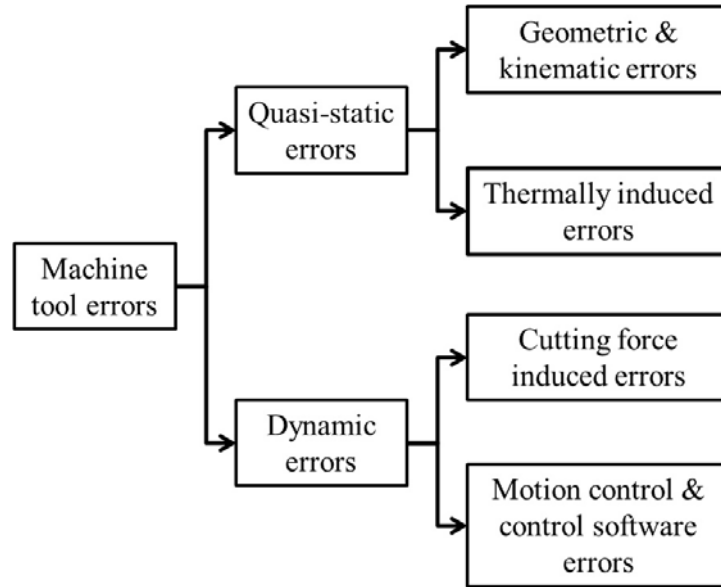 Geometric &
kinematic errors
Quasi-static
errors
Thermally induced
errors
Machine
tool errors
Cutting force
induced errors
Dynamic
errors
Motion control &
control software
errors